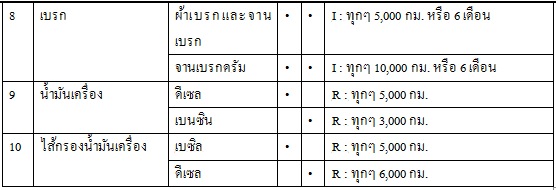 8 เบรก ผ้าเบรก และ จาน • • I : ทุกๆ 5,000 กม. หรือ 6 เดือน
เบรก
จานเบรกดรัม • • I : ทุกๆ 10,000 กม. หรือ 6 เดือน
9 น้ำมันเครื่อง ดีเซล • R : ทุกๆ 5,000 กม.
เบนซิน • R : ทุกๆ 3,000 กม.
10 ไส้กรองน้ำมันเครื่อง เบซิล • R : ทุกๆ 5,000 กม.
ดีเซล • R : ทุกๆ 6,000 กม.